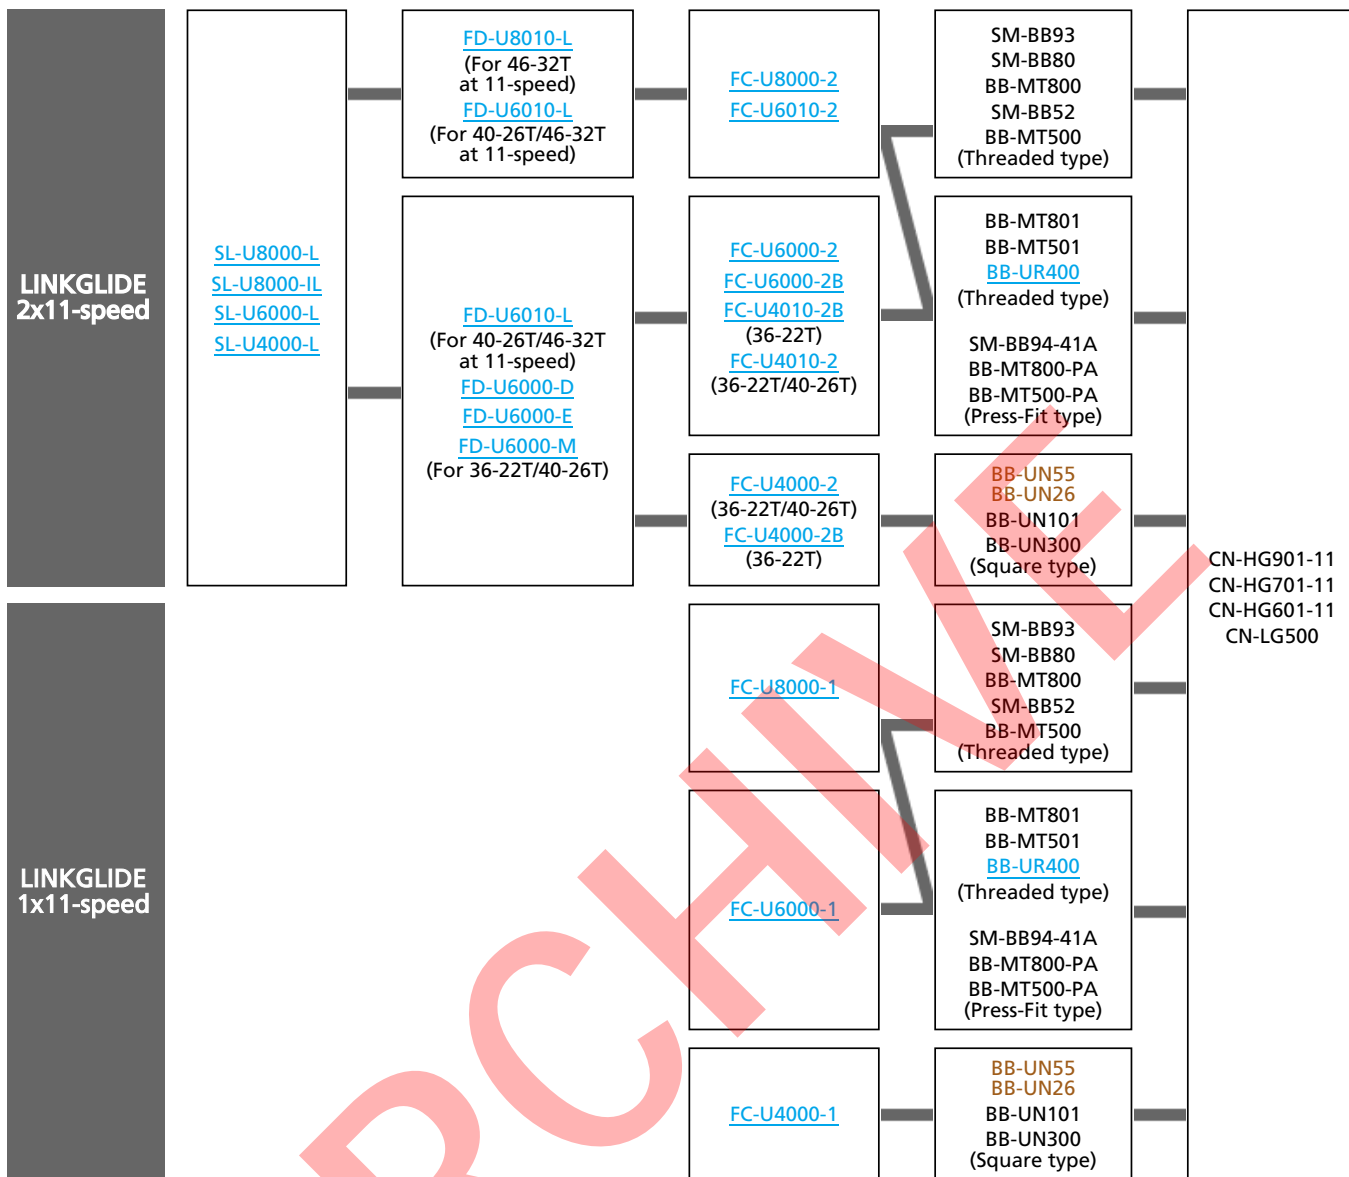 LINKGLIDE
2x11-speed
SL-U8000-L
SL-U8000-IL
SL-U6000-L
SL-U4000-L
FD-U8010-L
(For 46-32T
at 11-speed)
FD-U6010-L
(For 40-26T/46-32T
at 11-speed)
FD-U6010-L
(For 40-26T/46-32T
at 11-speed)
FD-U6000-D
FD-U6000-E
FD-U6000-M
(For 36-22T/40-26T)
FC-U8000-2
FC-U6010-2
FC-U6000-2
FC-U6000-2B
FC-U4010-2B
(36-22T)
FC-U4010-2
(36-22T/40-26T)
FC-U4000-2
(36-22T/40-26T)
FC-U4000-2B
(36-22T)
SM-BB93
SM-BB80
BB-MT800
SM-BB52
BB-MT500
(Threaded type)
BB-MT801
BB-MT501
BB-UR400
(Threaded type)
SM-BB94-41A
BB-MT800-PA
BB-MT500-PA
(Press-Fit type)
BB-UN55
BB-UN26
BB-UN101
BB-UN300
(Square type)
LINKGLIDE
1x11-speed
FC-U8000-1
FC-U6000-1
FC-U4000-1
SM-BB93
SM-BB80
BB-MT800
SM-BB52
BB-MT500
(Threaded type)
BB-MT801
BB-MT501
BB-UR400
(Threaded type)
SM-BB94-41A
BB-MT800-PA
BB-MT500-PA
(Press-Fit type)
BB-UN55
BB-UN26
BB-UN101
BB-UN300
(Square type)
CN-HG901-11
CN-HG701-11
CN-HG601-11
CN-LG500
RCHIVE